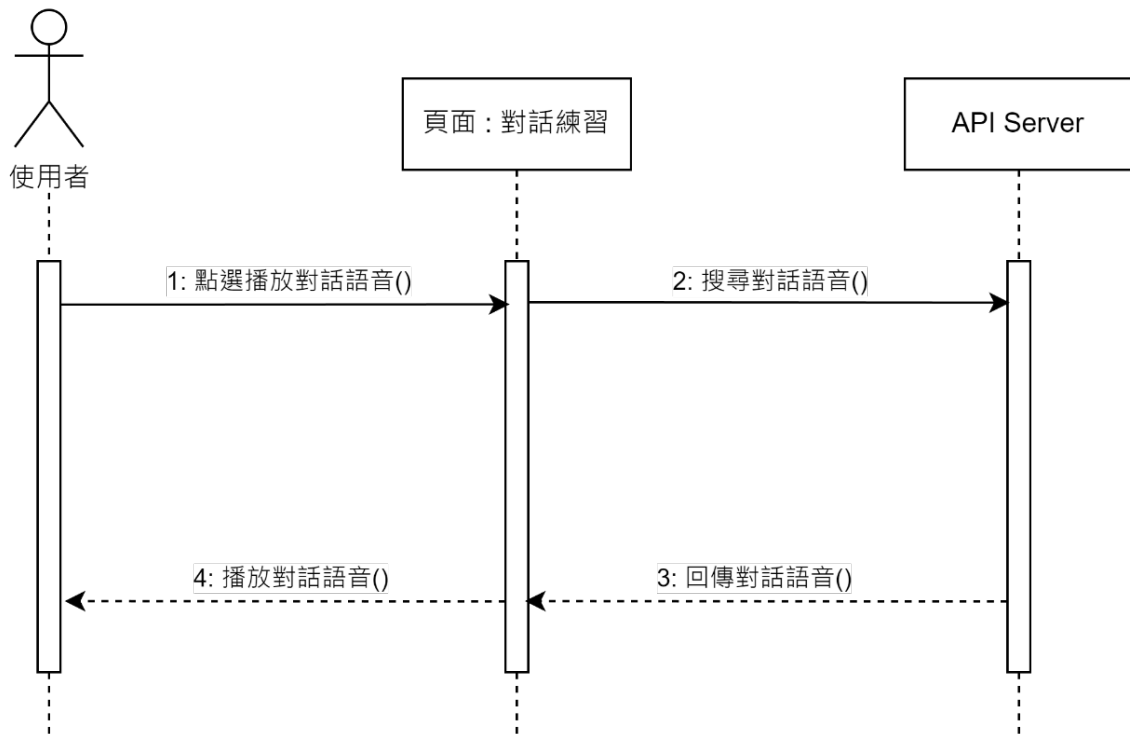 使用者
頁面 : 對話練習
API Server
1: 點選播放對話語音()
2: 搜尋對話語音()
4: 播放對話語音()
3: 回傳對話語音()